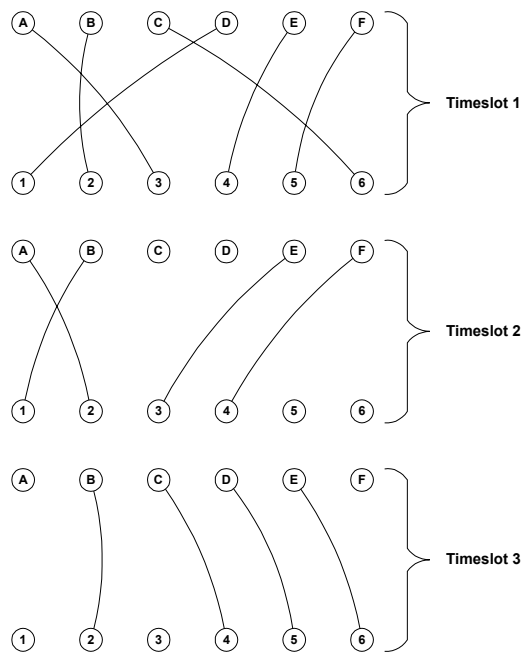 A B C D E F
Timeslot 1
1 2 3 4 5 6
A B C D E F
Timeslot 2
1 2 3 4 5 6
A B C D E F
Timeslot 3
1 2 3 4 5 6